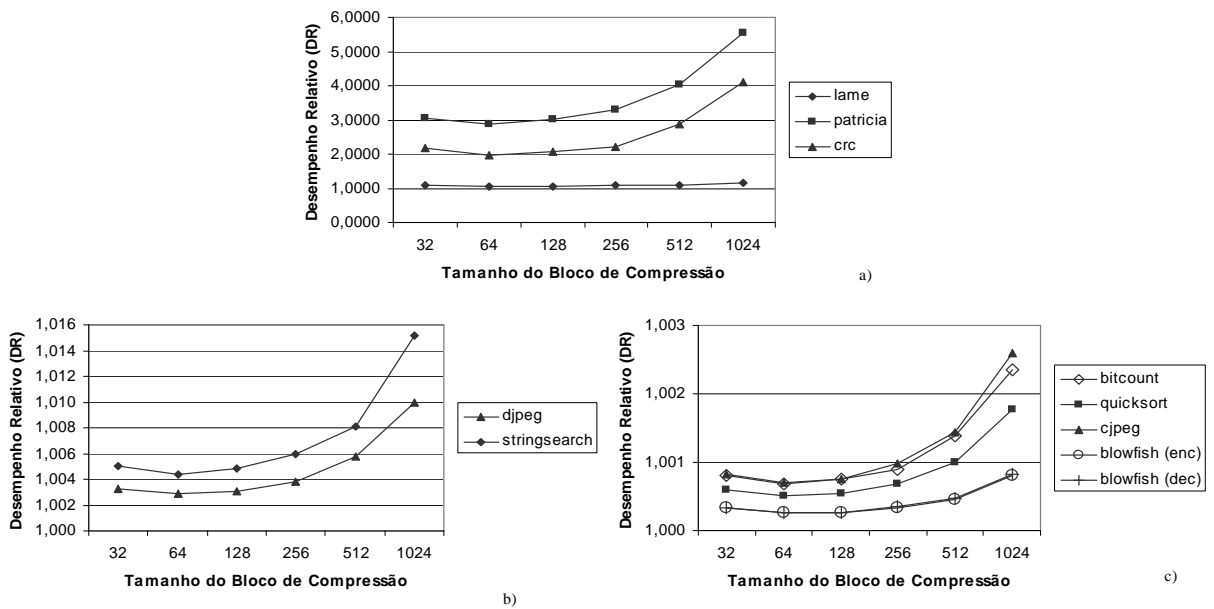 6,0000
5,0000
4,0000
3,0000
2,0000
1,0000
0,0000
Desempenho Relativo (DR)
32 64 128 256 512 1024
Tamanho do Bloco de Compressão
lame
patricia
crc
a)
1,016
1,014
1,012
1,010
1,008
1,006
1,004
1,002
1,000
Desempenho Relativo (DR)
32 64 128 256 512 1024
Tamanho do Bloco de Compressão
djpeg
stringsearch
b)
1,003
1,002
1,001
1,000
Desempenho Relativo (DR)
32 64 128 256 512 1024
Tamanho do Bloco de Compressão
bitcount
quicksort
cjpeg
blowfish (enc)
blowfish (dec)
c)